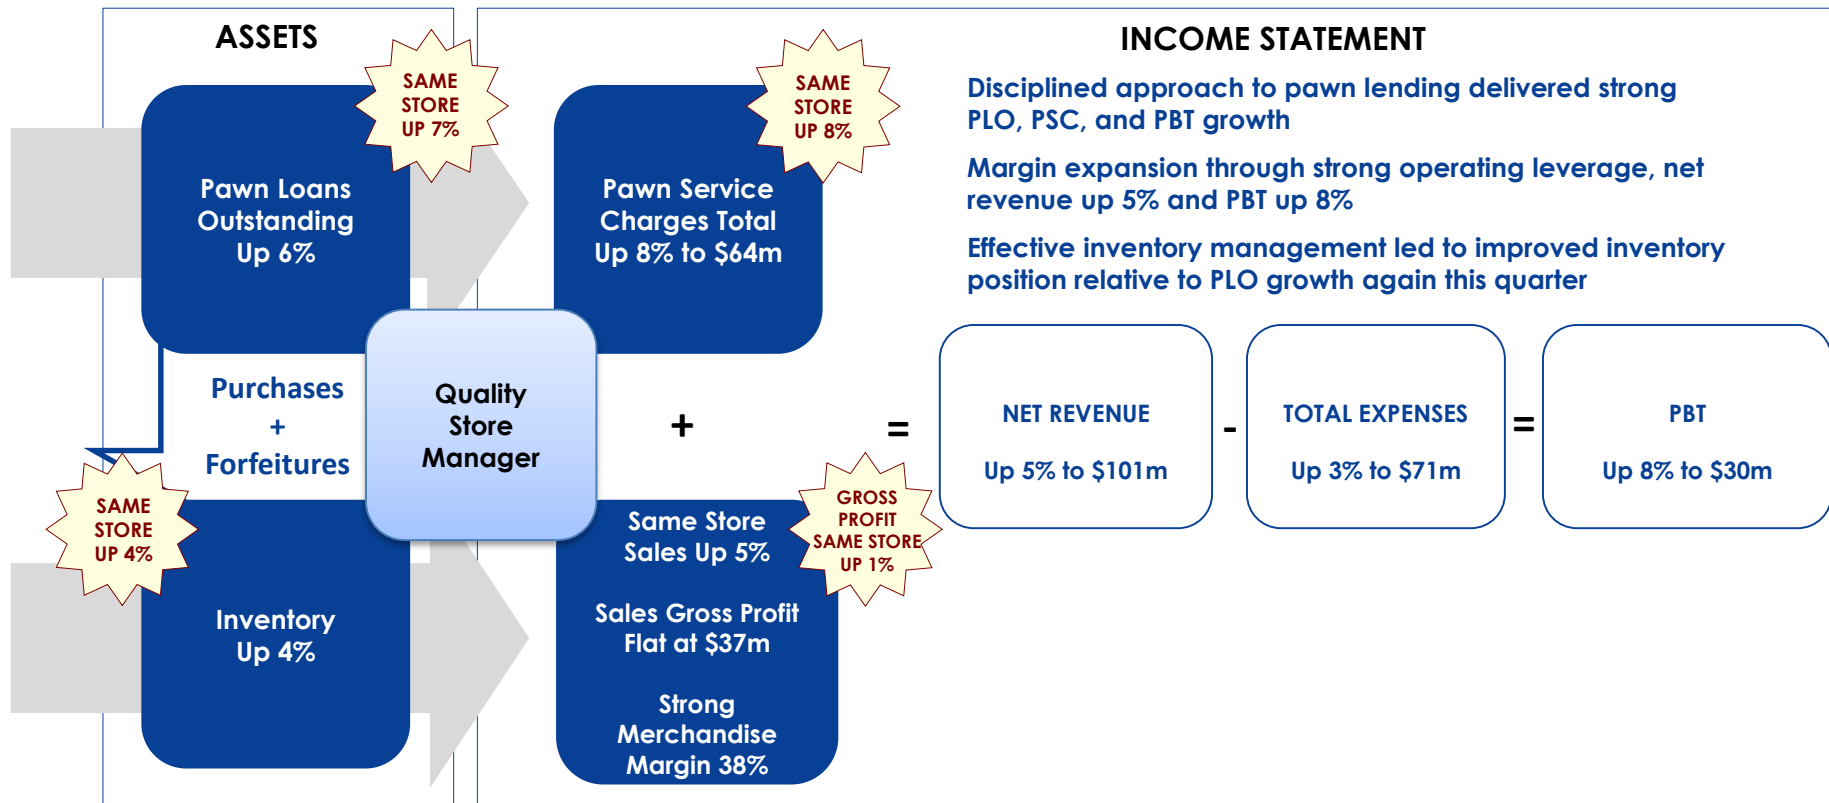 ASSETS
SAME
STORE
UP 7%
Pawn Loans
Outstanding
Up 6%
Purchases
+
Forfeitures
SAME
STORE
UP 4%
Inventory
Up 4%
Quality
Store
Manager
INCOME STATEMENT
SAME
STORE
UP 8%
Pawn Service
Charges Total
Up 8% to $64m
+
GROSS
PROFIT
SAME STORE
UP 1%
Same Store
Sales Up 5%
Sales Gross Profit
Flat at $37m
Strong
Merchandise
Margin 38%
Disciplined approach to pawn lending delivered strong
PLO, PSC, and PBT growth
Margin expansion through strong operating leverage, net
revenue up 5% and PBT up 8%
Effective inventory management led to improved inventory
position relative to PLO growth again this quarter
=
NET REVENUE
Up 5% to $101m
-
TOTAL EXPENSES
Up 3% to $71m
=
PBT
Up 8% to $30m